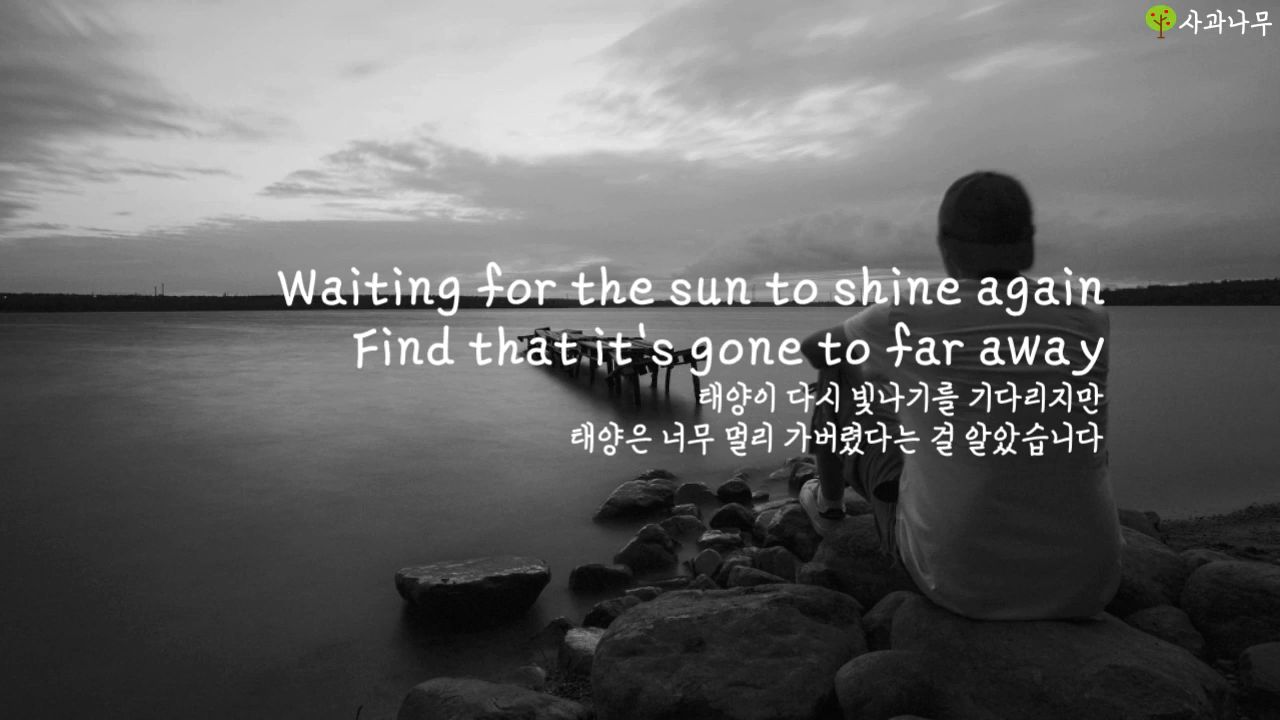 사과나무
Waiting for the sun to shine again
Find that it's gone to far away
태양이 다시 빛나기를 기다리지만
태양은 너무 멀리 가버렸다는 걸 알았습니다